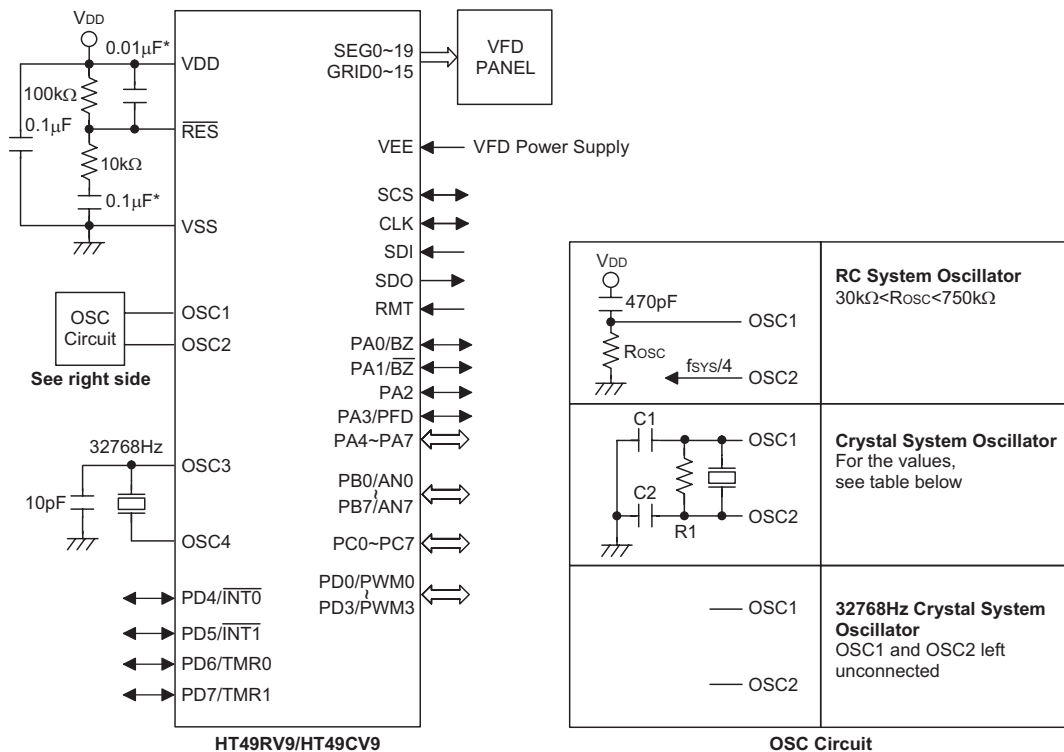 VDD
0.01μF*
VDD
100kΩ
0.1μF
RES
10kΩ
0.1μF*
VSS
OSC
Circuit
OSC1
OSC2
See right side
32768Hz
OSC3
10pF
OSC4
PD4/INT0
PD5/INT1
PD6/TMR0
PD7/TMR1
SEG0~19
GRID0~15
VFD
PANEL
VEE
VFD Power Supply
SCS
CLK
SDI
SDO
RMT
PA0/BZ
PA1/BZ
PA2
PA3/PFD
PA4~PA7
PB0/AN0
~
PB7/AN7
PC0~PC7
PD0/PWM0
~
PD3/PWM3
HT49RV9/HT49CV9
VDD
470pF
OSC1
ROSC
fSYS/4
OSC2
RC System Oscillator
30kΩ<ROSC<750kΩ
C1
OSC1
C2
OSC2
R1
Crystal System Oscillator
For the values,
see table below
OSC1
OSC2
32768Hz Crystal System
Oscillator
OSC1 and OSC2 left
unconnected
OSC Circuit